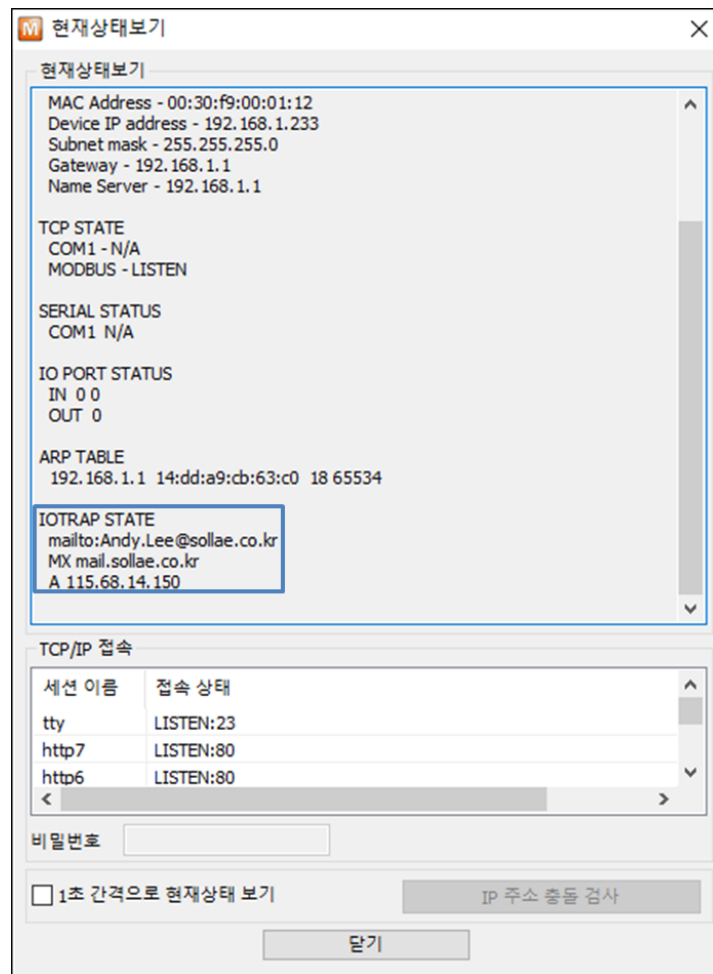 M 현재상태보기
현재상태보기
MAC Address - 00:30:f9:00:01:12
Device IP address - 192.168.1.233
Subnet mask - 255.255.255.0
Gateway - 192.168.1.1
Name Server - 192.168.1.1
TCP STATE
COM1 - N/A
MODBUS - LISTEN
SERIAL STATUS
COM1 N/A
IO PORT STATUS
IN 0 0
OUT 0
ARP TABLE
192.168.1.1 14:dd:a9:cb:63:c0 18 65534
IOTRAP STATE
mailto:Andy.Lee@sollae.co.kr
MX mail.sollae.co.kr
A 115.68.14.150
TCP/IP 접속
세션 이름 접속 상태
tty LISTEN:23
http7 LISTEN:80
http6 LISTEN:80
비밀번호
1초 간격으로 현재상태 보기 IP 주소 충돌 검사
닫기